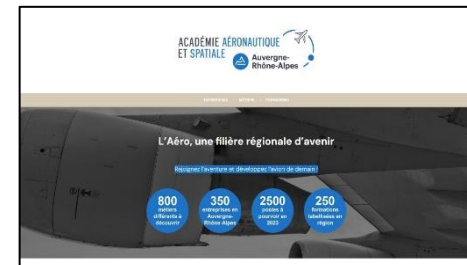 ACADÉMIE AÉRONAUTIQUE
ET SPATIALE
Auvergne-
Rhône-Alpes
L'Aéro, une filière régionale d'avenir
Rejoignez l'aventure et développez l'avion de demain !
800
métiers
différents à
découvrir
350
entreprises en
Auvergne-
Rhône-Alpes
2500
postes à
pourvoir en
2023
250
formations
labellisées en
région